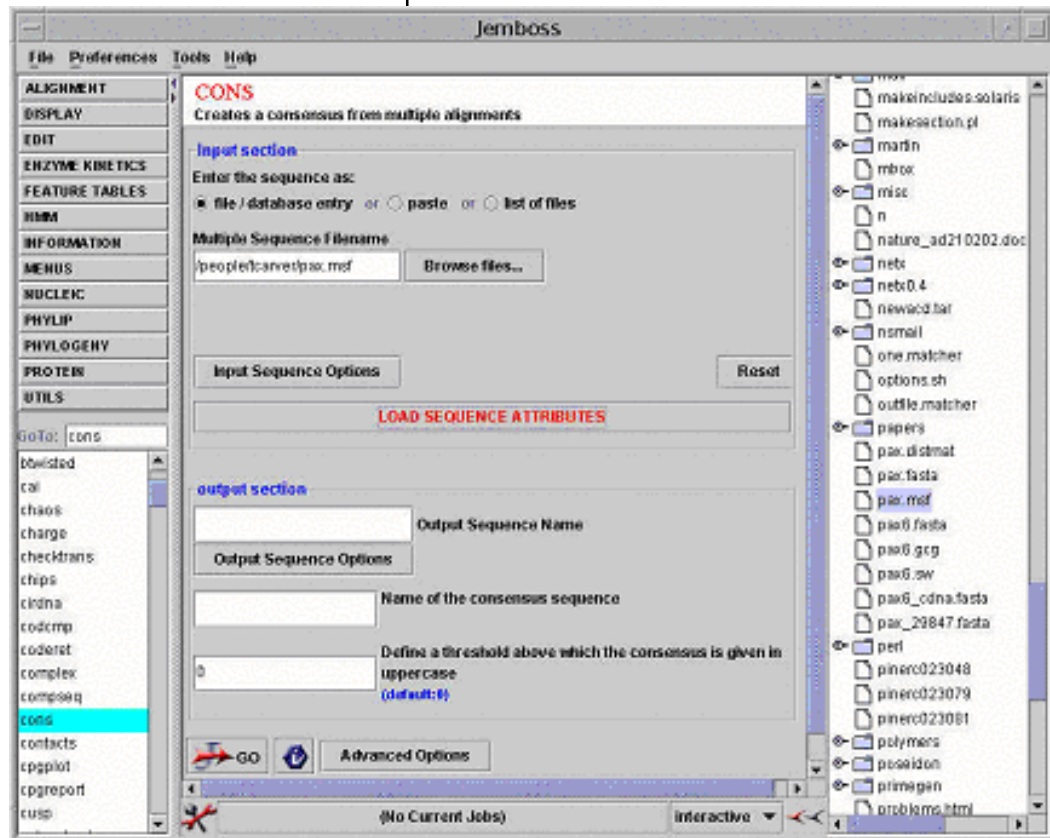 Jemboss
File Preferences Tools Help
ALIGNMENT
DISPLAY
EDIT
ENZYME KINETICS
FEATURE TABLES
HMM
INFORMATION
MENUS
NUCLEIC
PHYLIP
PHYLOGENY
PROTEIN
UTILS
GoTo: cons
btwisted
cai
chaos
charge
checktrans
chips
cirdna
codcmp
coderet
complex
compseq
cons
contacts
cpgplot
cpgreport
cusp
CONS
Creates a consensus from multiple alignments
Input section
Enter the sequence as:
file / database entry or paste or list of files
Multiple Sequence Filename
/people/tcarver/pax.msf Browse files...
Input Sequence Options Reset
LOAD SEQUENCE ATTRIBUTES
output section
Output Sequence Name
Output Sequence Options
Name of the consensus sequence
Define a threshold above which the consensus is given in
0 uppercase
(default:0)
GO Advanced Options
(No Current Jobs) interactive
makeincludes.solaris
makesection.pl
martin
mbox
misc
n
nature_ad210202.doc
netx
netx0.4
newacd.tar
nsmail
one.matcher
options.sh
outfile.matcher
papers
pax.distmat
pax.fasta
pax.msf
pax6.fasta
pax6.gcg
pax6.sw
pax6_cdna.fasta
pax_29847.fasta
perl
pinerc023048
pinerc023079
pinerc023081
polymers
poseidon
primegen
problems.html